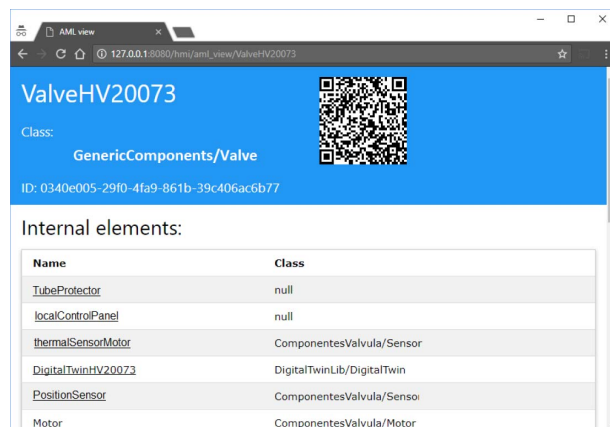 AML view
127.0.0.1:8080/hmi/aml_view/ValveHV20073
ValveHV20073
Class:
GenericComponents/Valve
ID: 0340e005-29f0-4fa9-861b-39c406ac6b77
Internal elements:
Name Class
TubeProtector null
localControlPanel null
thermalSensorMotor ComponentesValvula/Sensor
DigitalTwinHV20073 DigitalTwinLib/DigitalTwin
PositionSensor ComponentesValvula/Sensor
Motor ComponentesValvula/Motor